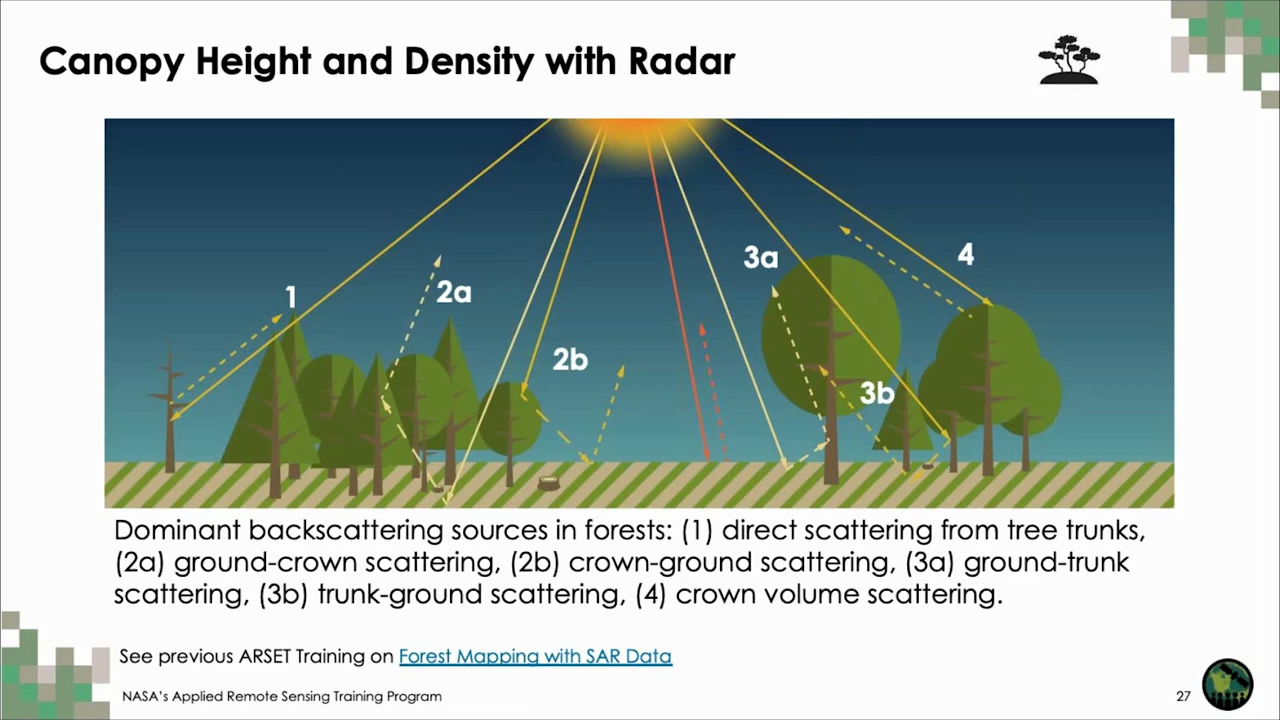 Canopy Height and Density with Radar
1
2a
2b
3a
3b
4
Dominant backscattering sources in forests: (1) direct scattering from tree trunks,
(2a) ground-crown scattering, (2b) crown-ground scattering, (3a) ground-trunk
scattering, (3b) trunk-ground scattering, (4) crown volume scattering.
See previous ARSET Training on Forest Mapping with SAR Data
NASA's Applied Remote Sensing Training Program
27